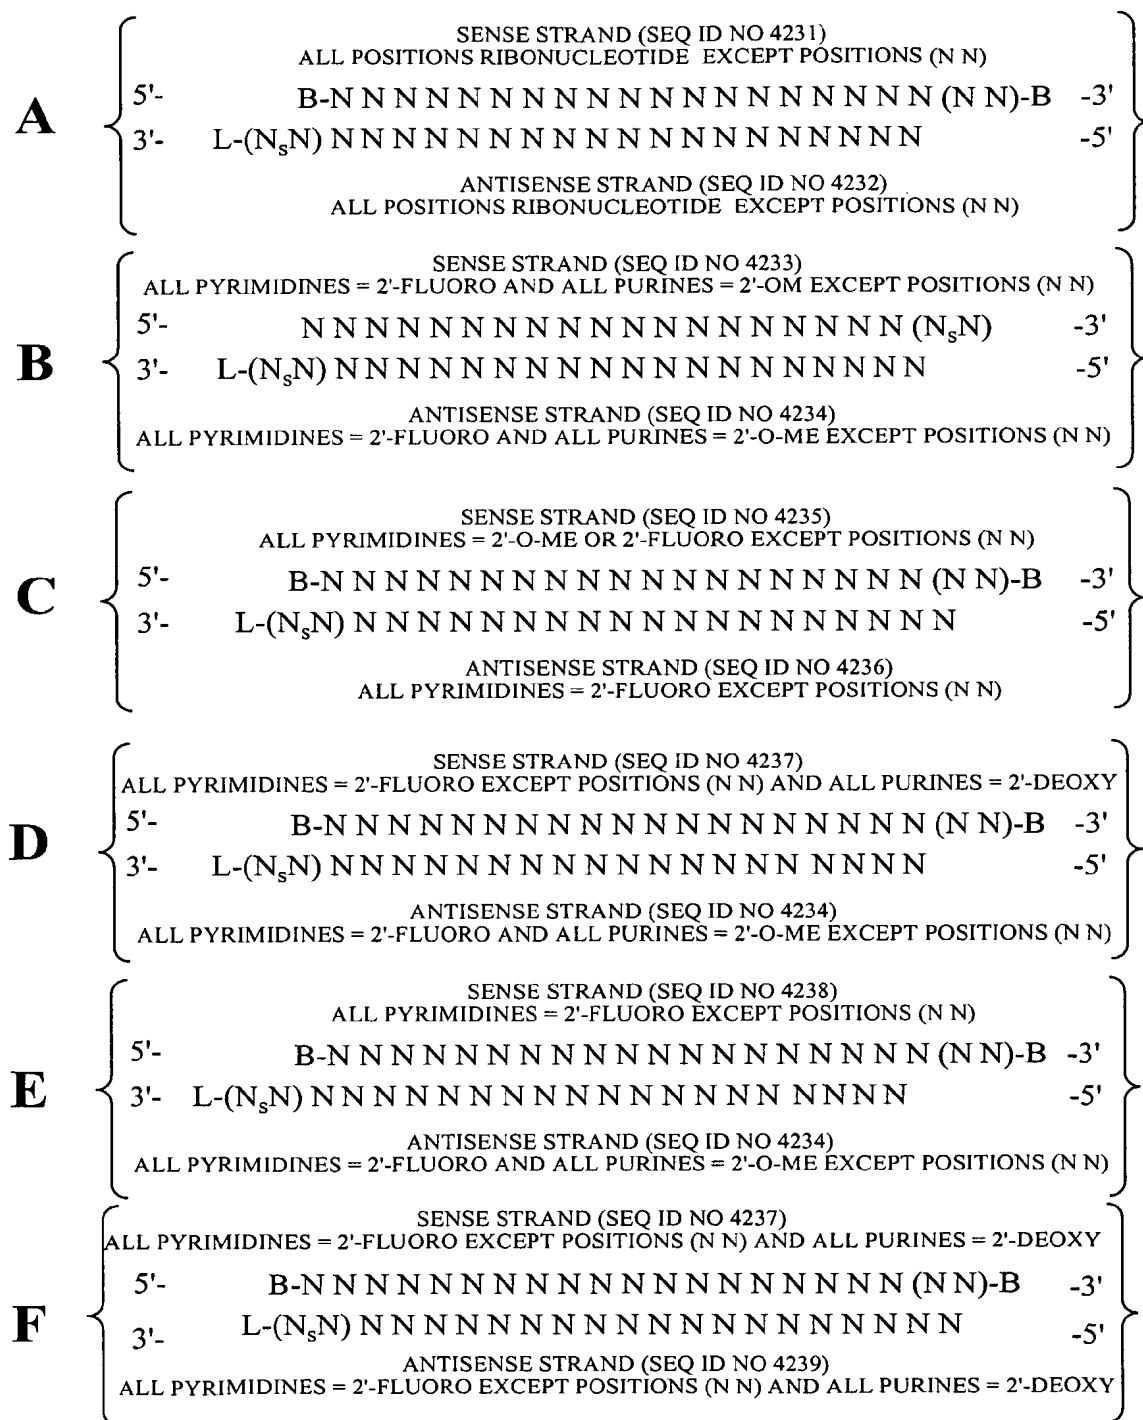 SENSE STRAND (SEQ ID NO 4231)
ALL POSITIONS RIBONUCLEOTIDE EXCEPT POSITIONS (N N)
A
5'- B-N N N N N N N N N N N N N N N N N N N (N N)-B -3'
3'- L-(NsN) N N N N N N N N N N N N N N N N N N N -5'
ANTISENSE STRAND (SEQ ID NO 4232)
ALL POSITIONS RIBONUCLEOTIDE EXCEPT POSITIONS (N N)
SENSE STRAND (SEQ ID NO 4233)
ALL PYRIMIDINES = 2'-FLUORO AND ALL PURINES = 2'-OM EXCEPT POSITIONS (N N)
B
5'- N N N N N N N N N N N N N N N N N N N (NsN) -3'
3'- L-(NsN) N N N N N N N N N N N N N N N N N N N -5'
ANTISENSE STRAND (SEQ ID NO 4234)
ALL PYRIMIDINES = 2'-FLUORO AND ALL PURINES = 2'-O-ME EXCEPT POSITIONS (N N)
SENSE STRAND (SEQ ID NO 4235)
ALL PYRIMIDINES = 2'-O-ME OR 2'-FLUORO EXCEPT POSITIONS (N N)
C
5'- B-N N N N N N N N N N N N N N N N N N N (N N)-B -3'
3'- L-(NsN) N N N N N N N N N N N N N N N N N N N -5'
ANTISENSE STRAND (SEQ ID NO 4236)
ALL PYRIMIDINES = 2'-FLUORO EXCEPT POSITIONS (N N)
SENSE STRAND (SEQ ID NO 4237)
ALL PYRIMIDINES = 2'-FLUORO EXCEPT POSITIONS (N N) AND ALL PURINES = 2'-DEOXY
D
5'- B-N N N N N N N N N N N N N N N N N N N (N N)-B -3'
3'- L-(NsN) N N N N N N N N N N N N N N N N N N N -5'
ANTISENSE STRAND (SEQ ID NO 4234)
ALL PYRIMIDINES = 2'-FLUORO AND ALL PURINES = 2'-O-ME EXCEPT POSITIONS (N N)
SENSE STRAND (SEQ ID NO 4238)
ALL PYRIMIDINES = 2'-FLUORO EXCEPT POSITIONS (N N)
E
5'- B-N N N N N N N N N N N N N N N N N N N (N N)-B -3'
3'- L-(NsN) N N N N N N N N N N N N N N N N N N N -5'
ANTISENSE STRAND (SEQ ID NO 4234)
ALL PYRIMIDINES = 2'-FLUORO AND ALL PURINES = 2'-O-ME EXCEPT POSITIONS (N N)
SENSE STRAND (SEQ ID NO 4237)
ALL PYRIMIDINES = 2'-FLUORO EXCEPT POSITIONS (N N) AND ALL PURINES = 2'-DEOXY
F
5'- B-N N N N N N N N N N N N N N N N N N N (N N)-B -3'
3'- L-(NsN) N N N N N N N N N N N N N N N N N N N -5'
ANTISENSE STRAND (SEQ ID NO 4239)
ALL PYRIMIDINES = 2'-FLUORO EXCEPT POSITIONS (N N) AND ALL PURINES = 2'-DEOXY